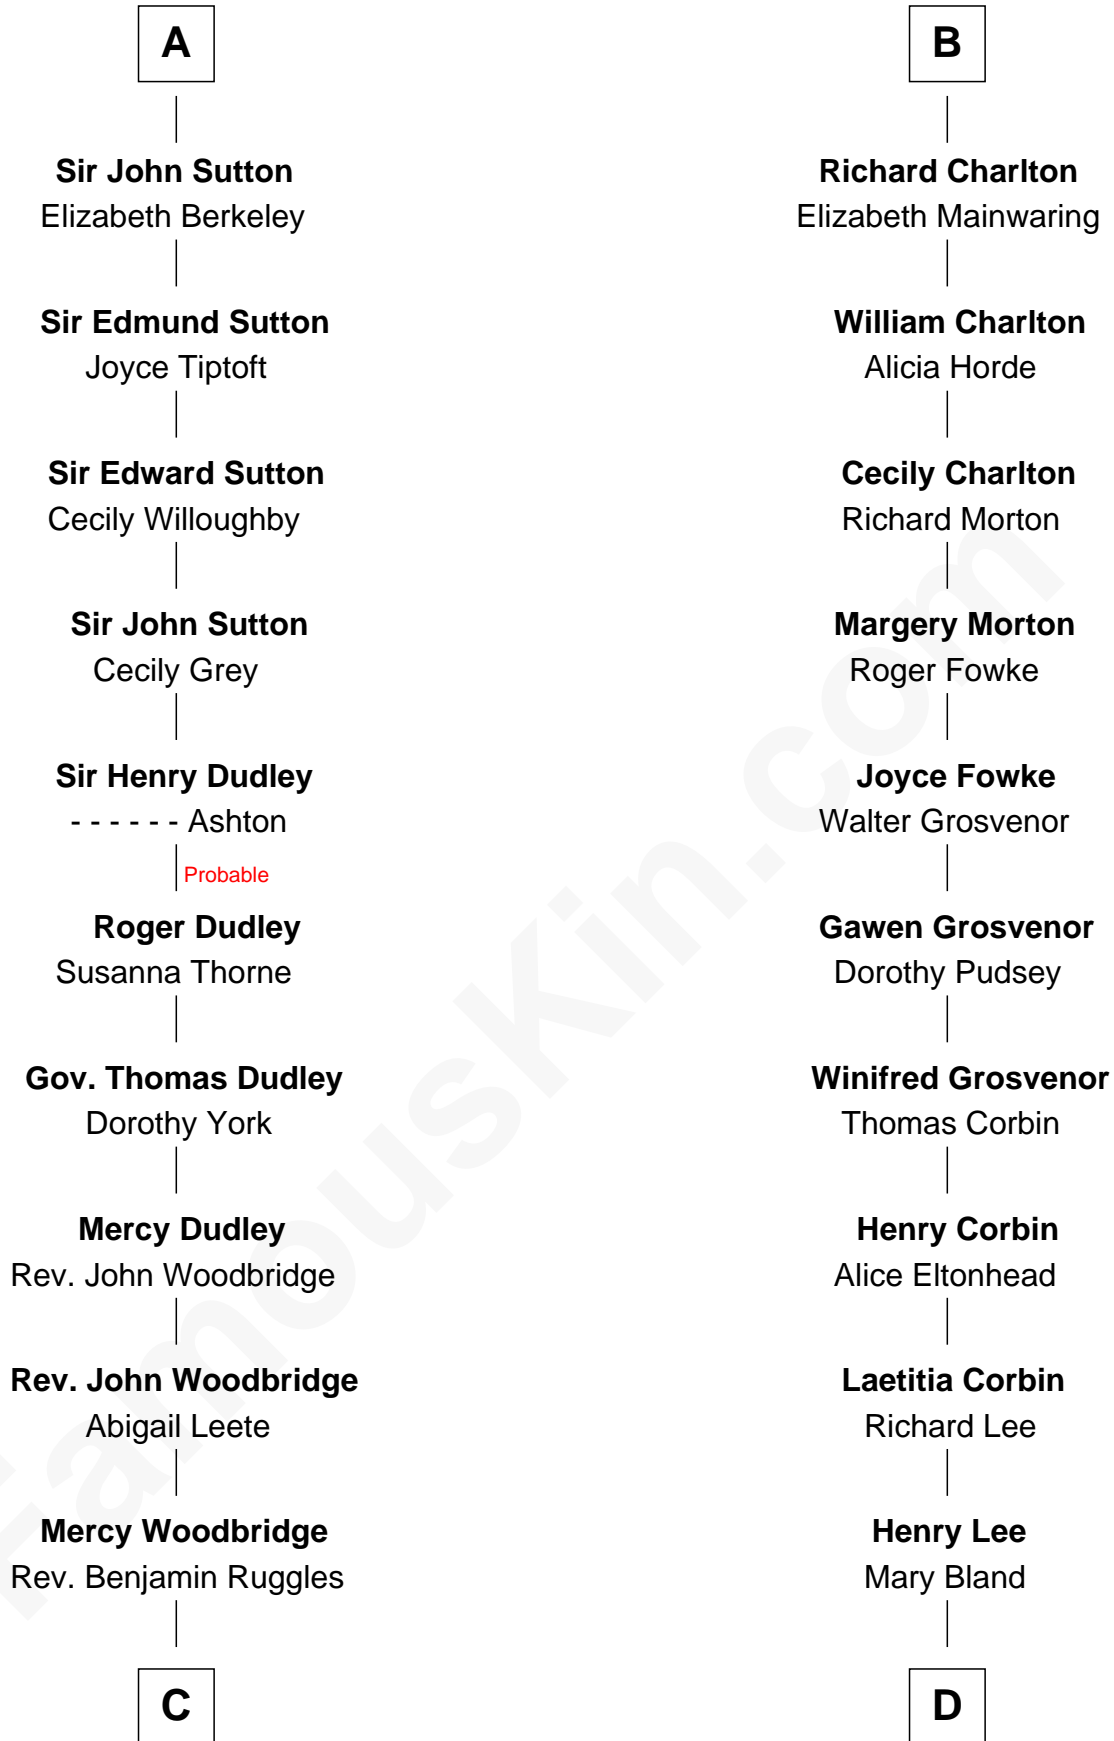 A
Sir John Sutton
Elizabeth Berkeley
Sir Edmund Sutton
Joyce Tiptoft
Sir Edward Sutton
Cecily Willoughby
Sir John Sutton
Cecily Grey
Sir Henry Dudley
- - - - - - Ashton
Probable
Roger Dudley
Susanna Thorne
Gov. Thomas Dudley
Dorothy York
Mercy Dudley
Rev. John Woodbridge
Rev. John Woodbridge
Abigail Leete
Mercy Woodbridge
Rev. Benjamin Ruggles
C
B
Richard Charlton
Elizabeth Mainwaring
William Charlton
Alicia Horde
Cecily Charlton
Richard Morton
Margery Morton
Roger Fowke
Joyce Fowke
Walter Grosvenor
Gawen Grosvenor
Dorothy Pudsey
Winifred Grosvenor
Thomas Corbin
Henry Corbin
Alice Eltonhead
Laetitia Corbin
Richard Lee
Henry Lee
Mary Bland
D
FamousKin.com